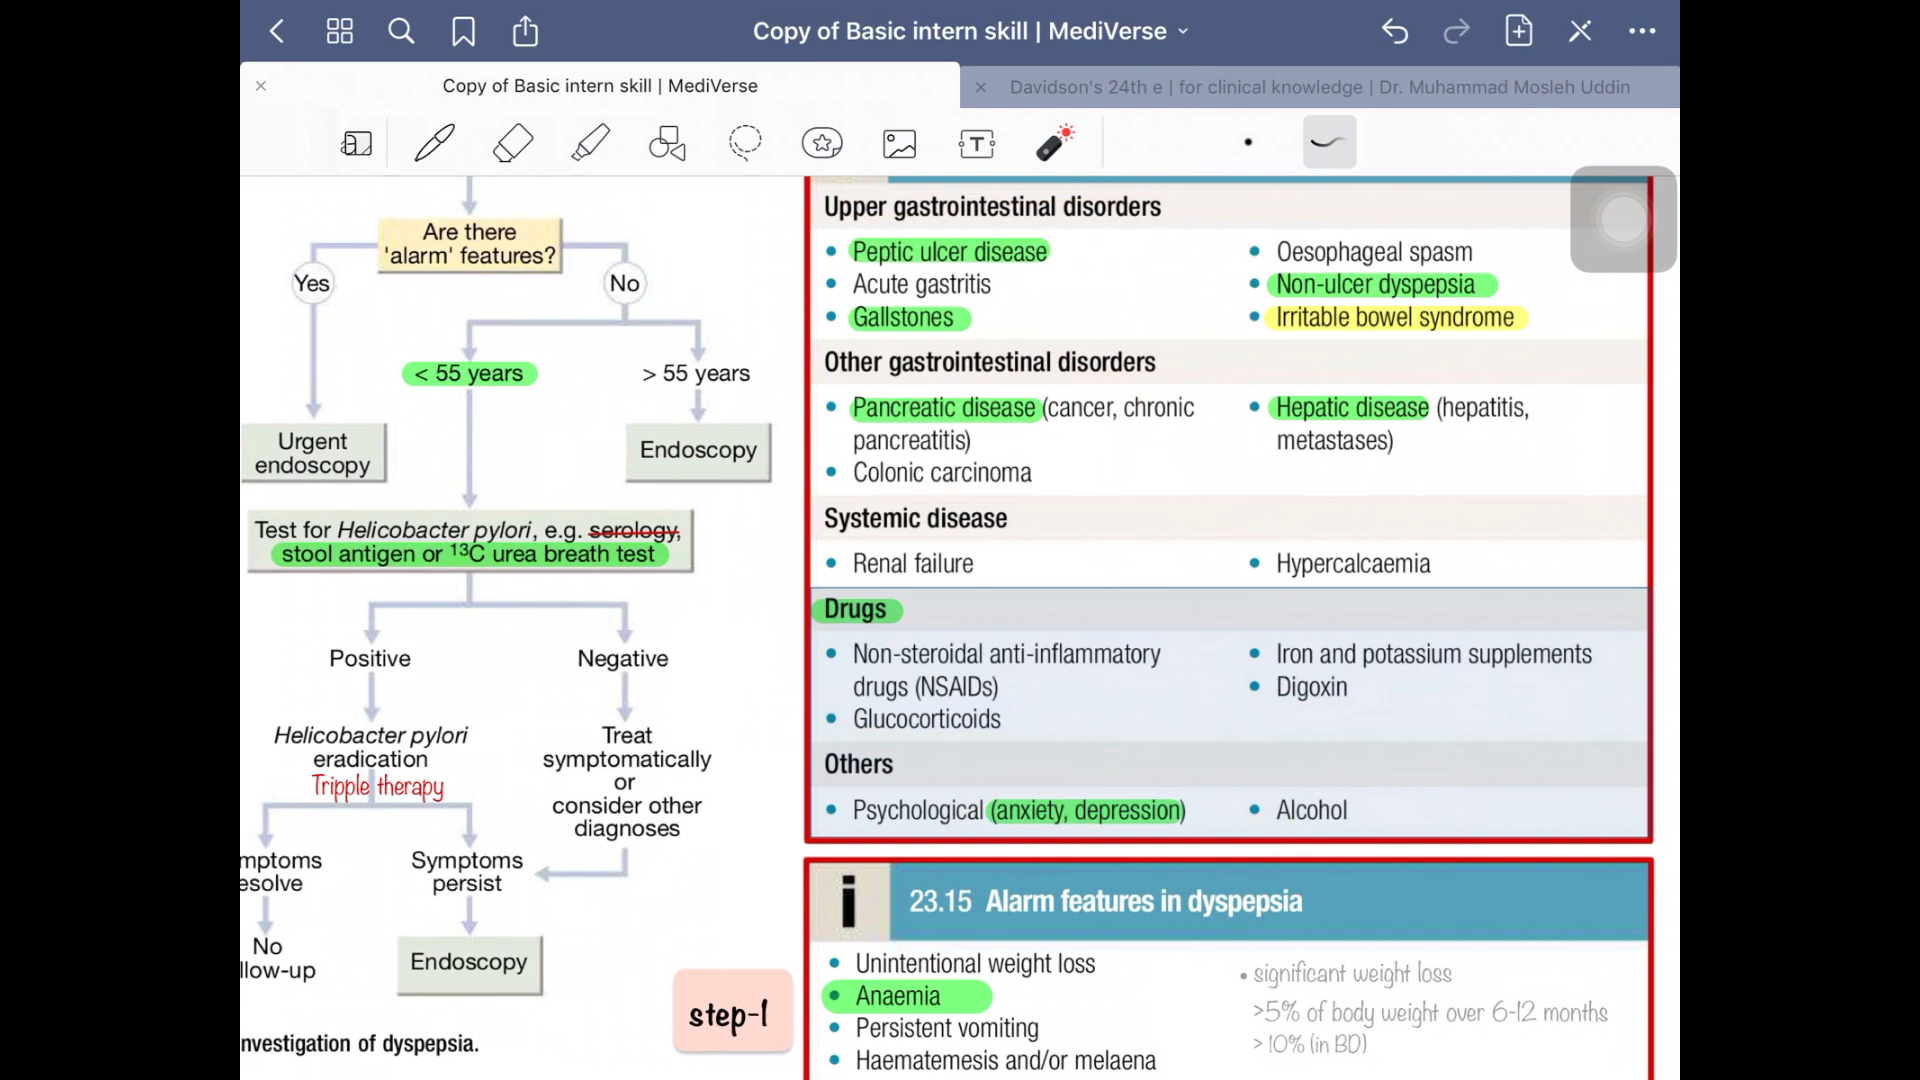 Copy of Basic intern skill | MediVerse
Copy of Basic intern skill | MediVerse
Davidson's 24th e | for clinical knowledge | Dr. Muhammad Mosleh Uddin
Are there
'alarm' features?
Yes
No
< 55 years
> 55 years
Urgent
endoscopy
Endoscopy
Test for Helicobacter pylori, e.g. serology,
stool antigen or ¹³C urea breath test
Positive
Negative
Helicobacter pylori
eradication
Tripple therapy
Treat
symptomatically
or
consider other
diagnoses
mptoms
esolve
Symptoms
persist
No
llow-up
Endoscopy
nvestigation of dyspepsia.
step-1
Upper gastrointestinal disorders
• Peptic ulcer disease
• Acute gastritis
• Gallstones
• Oesophageal spasm
• Non-ulcer dyspepsia
• Irritable bowel syndrome
Other gastrointestinal disorders
• Pancreatic disease (cancer, chronic
pancreatitis)
• Colonic carcinoma
• Hepatic disease (hepatitis,
metastases)
Systemic disease
• Renal failure
• Hypercalcaemia
Drugs
• Non-steroidal anti-inflammatory
drugs (NSAIDs)
• Glucocorticoids
• Iron and potassium supplements
• Digoxin
Others
• Psychological (anxiety, depression)
• Alcohol
i 23.15 Alarm features in dyspepsia
• Unintentional weight loss
• Anaemia
• Persistent vomiting
• Haematemesis and/or melaena
• significant weight loss
>5% of body weight over 6-12 months
> 10% (in BD)